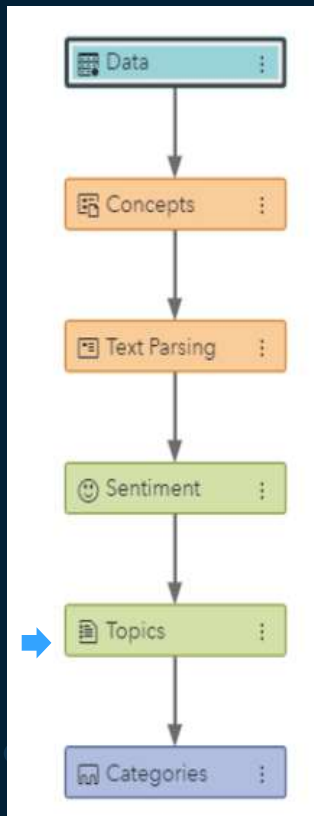 Data
Concepts
Text Parsing
Sentiment
Topics
Categories